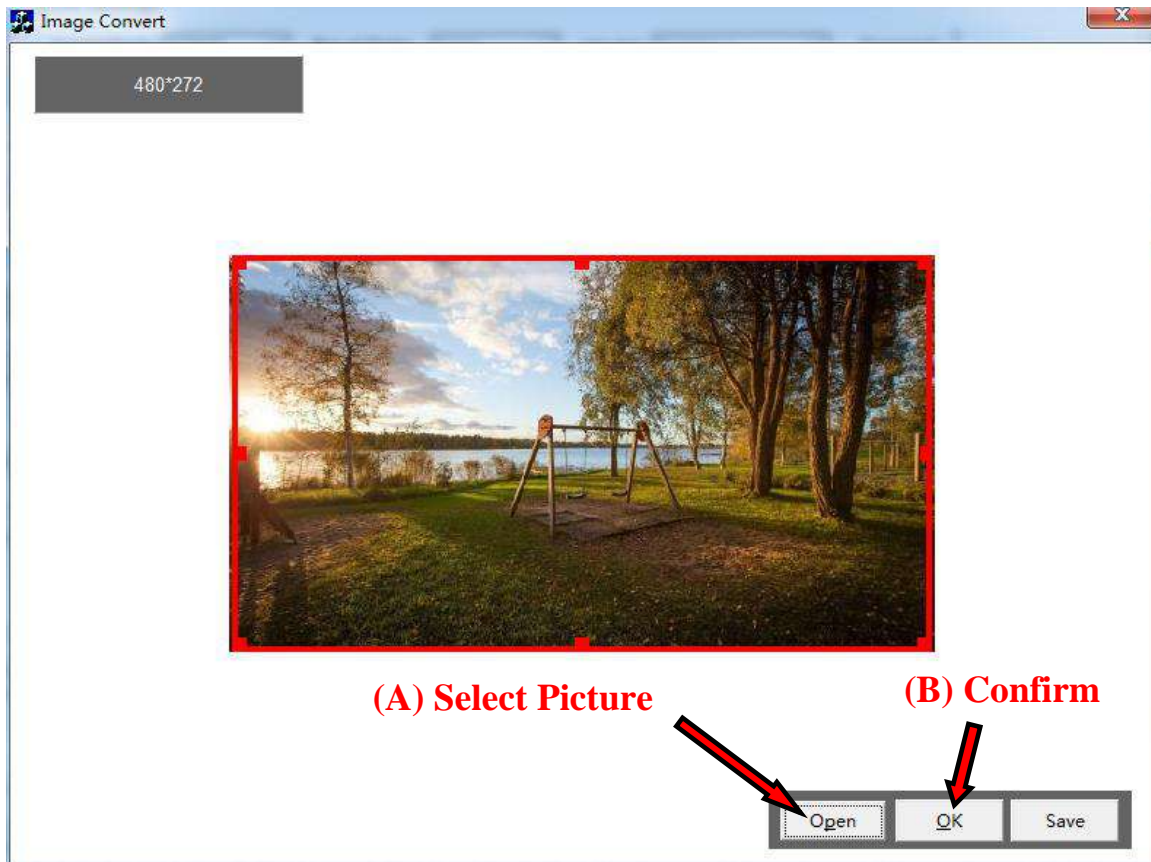 Image Convert
480*272
(A) Select Picture
(B) Confirm
Open
OK
Save